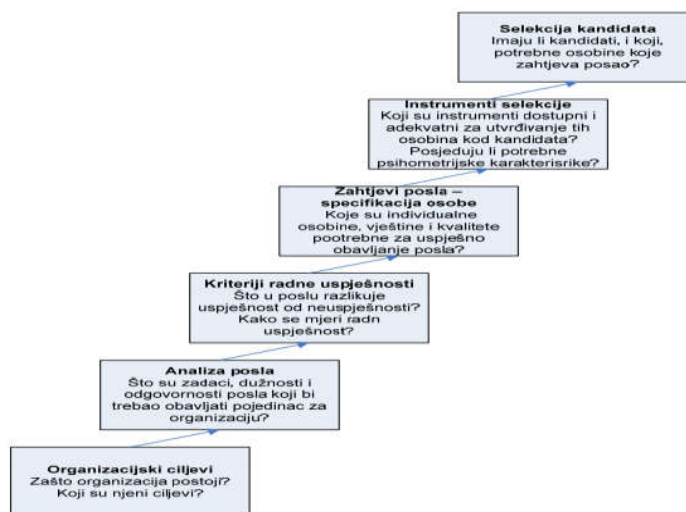 Selekcija kandidata
Imaju li kandidati, i koji,
potrebne osobine koje
zahtjeva posao?
Instrumenti selekcije
Koji su instrumenti dostupni i
adekvatni za utvrđivanje tih
osobina kod kandidata?
Posjeduju li potrebne
psihometrijske karakterisrike?
Zahtjevi posla –
specifikacija osobe
Koje su individualne
osobine, vještine i kvalitete
pootrebne za uspješno
obavljanje posla?
Kriteriji radne uspješnosti
Što u poslu razlikuje
uspješnost od neuspješnosti?
Kako se mjeri radn
uspješnost?
Analiza posla
Što su zadaci, dužnosti i
odgovornosti posla koji bi
trebao obavljati pojedinac za
organizaciju?
Organizacijski ciljevi
Zašto organizacija postoji?
Koji su njeni ciljevi?